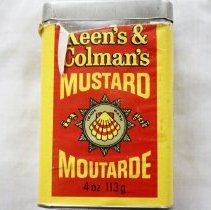 Keen's &
Colman's
MUSTARD
MOUTARDE
4 oz 113g